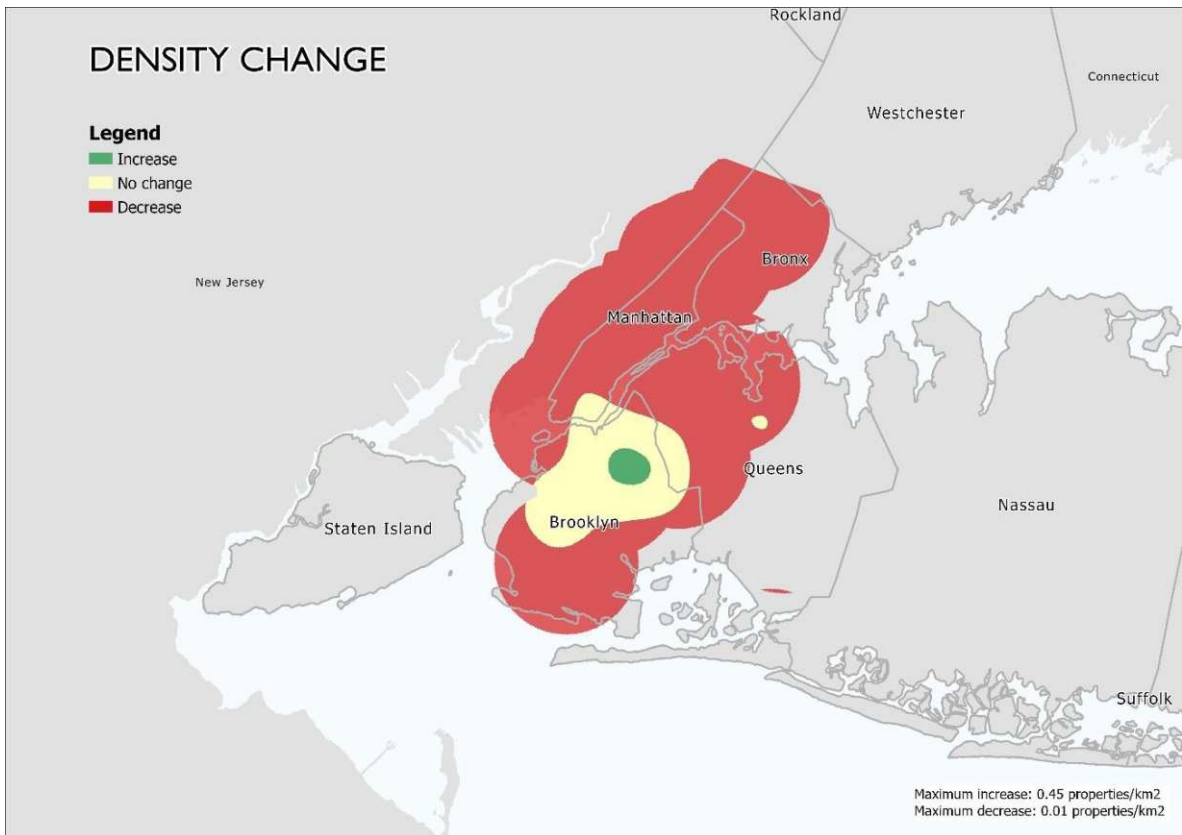 Rockland
DENSITY CHANGE
Connecticut
Westchester
Legend
Increase
No change
Decrease
Bronx
New Jersey
Manhattan
Queens
Nassau
Brooklyn
Staten Island
Suffolk
Maximum increase: 0.45 properties/km2
Maximum decrease: 0.01 properties/km2